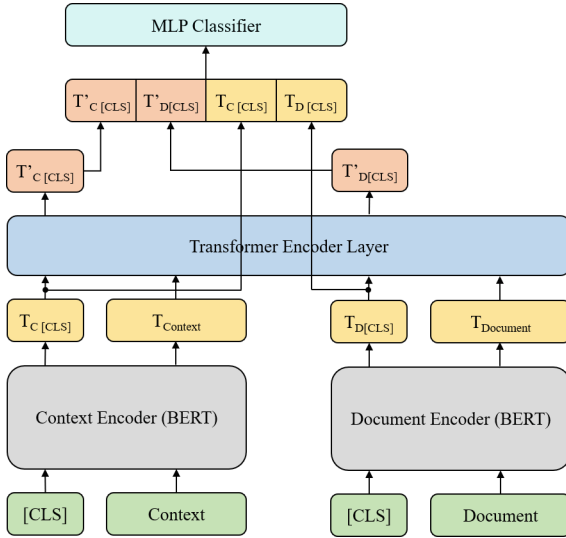 MLP Classifier
T'C [CLS] T'D[CLS] TC [CLS] TD [CLS]
T'C [CLS] T'D[CLS]
Transformer Encoder Layer
TC [CLS] TContext TD[CLS] TDocument
Context Encoder (BERT) Document Encoder (BERT)
[CLS] Context [CLS] Document